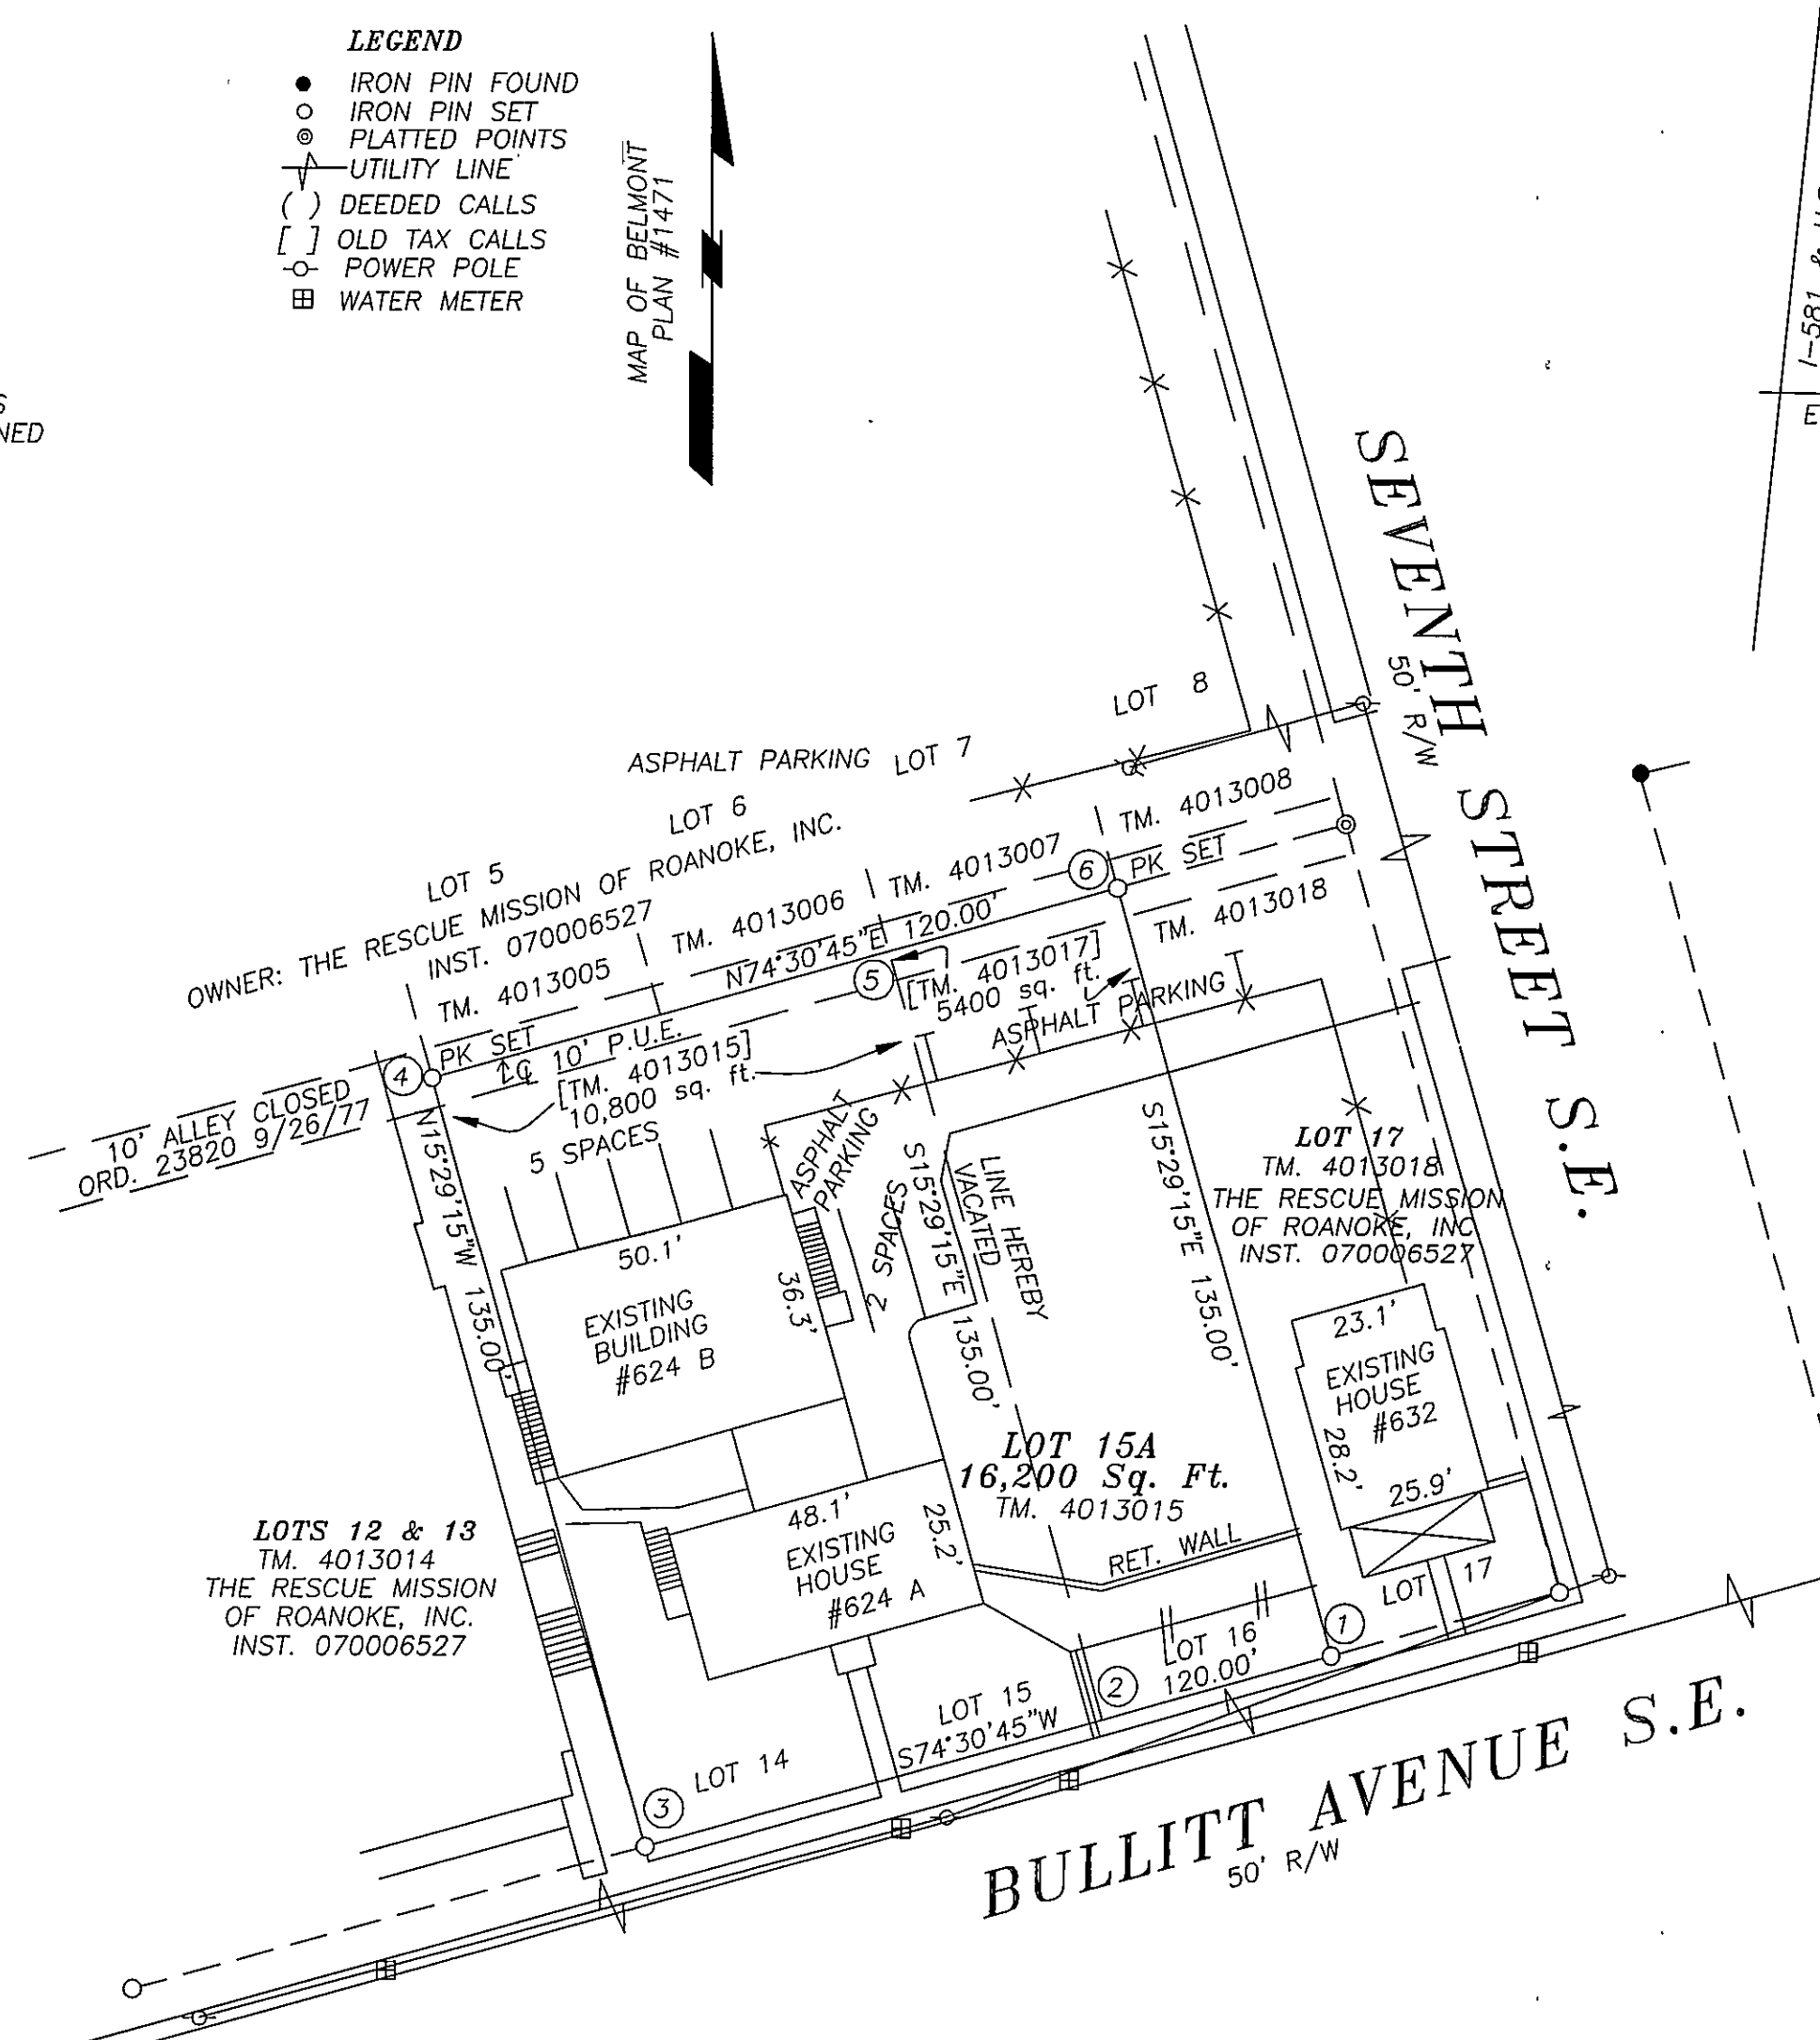 LEGEND
IRON PIN FOUND
IRON PIN SET
PLATTED POINTS
UTILITY LINE
( ) DEEDED CALLS
[ ] OLD TAX CALLS
POWER POLE
WATER METER
MAP OF BELMONT
PLAN #1471
NED
I-581
SEVENTH STREET S.E.
50' R/W
LOT 8
ASPHALT PARKING
LOT 7
LOT 6
LOT 5
OWNER: THE RESCUE MISSION OF ROANOKE, INC.
INST. 070006527
TM. 4013005
TM. 4013006
TM. 4013007
TM. 4013008
PK SET
6
N74°30'45"E 120.00'
TM. 4013018
5
[TM. 4013017]
5400 sq. ft.
ASPHALT PARKING
PK SET
4
10' P.U.E.
[TM. 4013015]
10,800 sq. ft.
10' ALLEY CLOSED
ORD. 23820 9/26/77
5 SPACES
ASPHALT
PARKING
2 SPACES
N15°29'15"W 135.00'
S15°29'15"E 135.00'
LINE HEREBY
VACATED
S15°29'15"E 135.00'
LOT 17
TM. 4013018
THE RESCUE MISSION
OF ROANOKE, INC
INST. 070006527
50.1'
36.3'
EXISTING
BUILDING
#624 B
23.1'
EXISTING
HOUSE
#632
28.2'
25.9'
LOT 15A
16,200 Sq. Ft.
TM. 4013015
48.1'
25.2'
EXISTING
HOUSE
#624 A
RET. WALL
LOTS 12 & 13
TM. 4013014
THE RESCUE MISSION
OF ROANOKE, INC.
INST. 070006527
LOT 17
1
LOT 16
120.00'
2
LOT 15
S74°30'45"W
LOT 14
3
BULLITT AVENUE S.E.
50' R/W